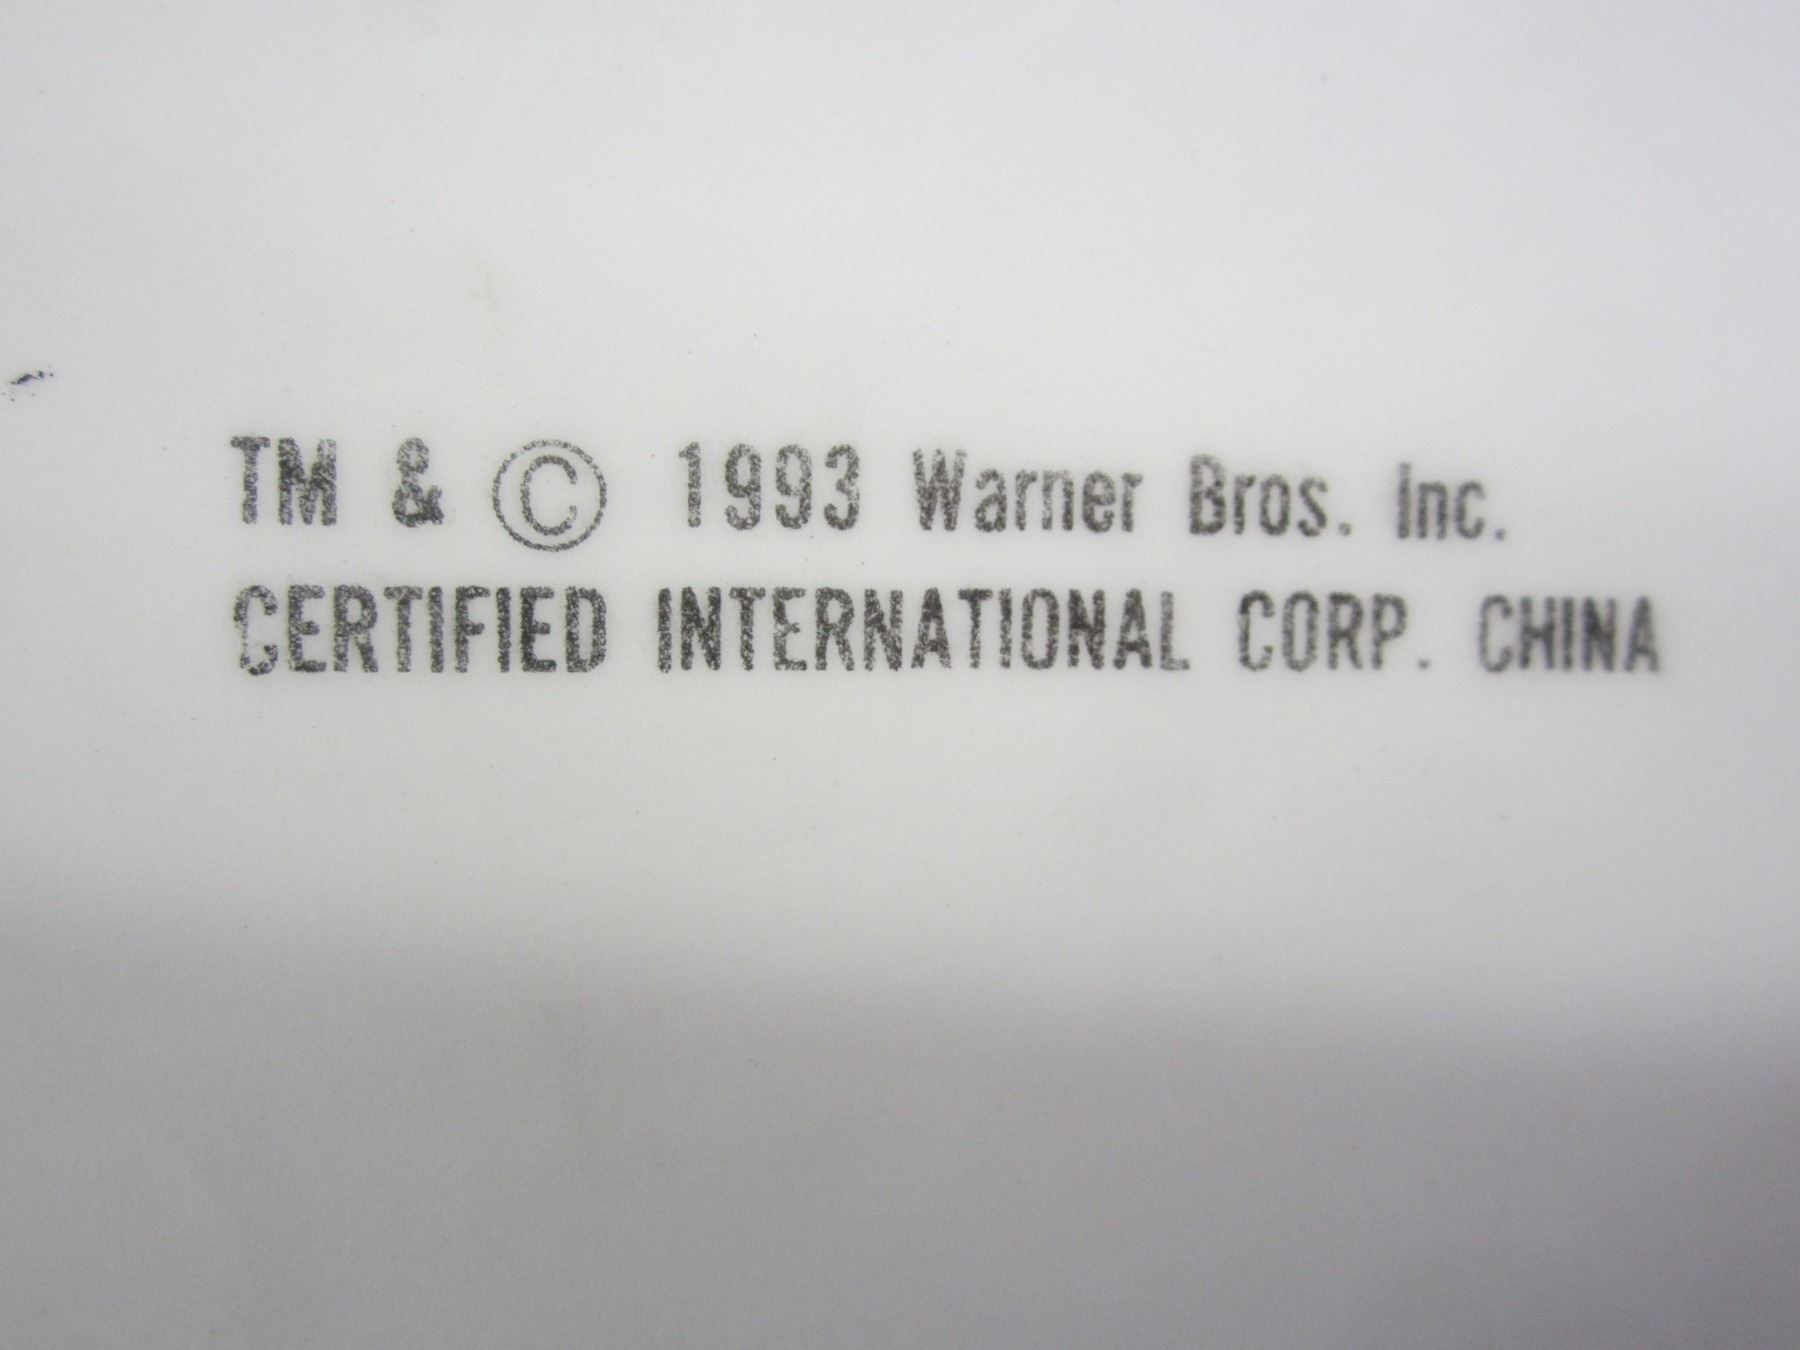 TM & © 1993 Warner Bros. Inc.
CERTIFIED INTERNATIONAL CORP. CHINA